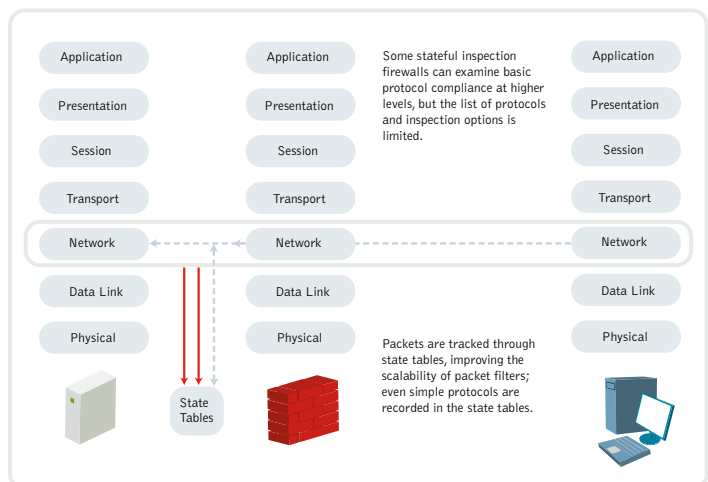 Application
Presentation
Session
Transport
Network
Data Link
Physical
State
Tables
Application
Presentation
Session
Transport
Network
Data Link
Physical
Some stateful inspection
firewalls can examine basic
protocol compliance at higher
levels, but the list of protocols
and inspection options is
limited.
Packets are tracked through
state tables, improving the
scalability of packet filters;
even simple protocols are
recorded in the state tables.
Application
Presentation
Session
Transport
Network
Data Link
Physical